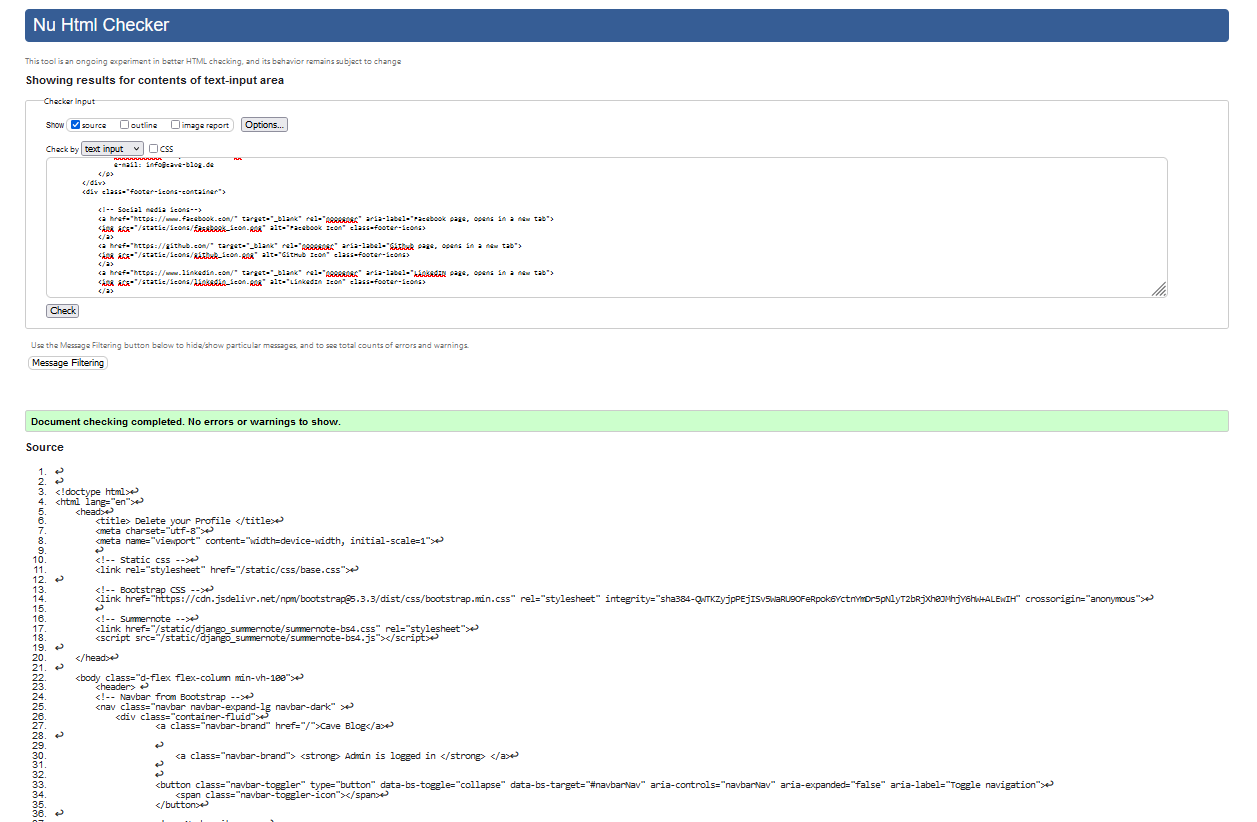 Nu Html Checker
This tool is an ongoing experiment in better HTML checking, and its behavior remains subject to change
Showing results for contents of text-input area
Checker Input
Show source outline image report Options...
Check by text input CSS
e-mail: info@cave-blog.de
</p>
</div>
<div class="footer-icons-container">
<!-- Social media icons-->
<a href="https://www.facebook.com/" target="_blank" rel="noopener" aria-label="Facebook page, opens in a new tab">
<img src="/static/icons/facebook_icon.png" alt="Facebook Icon" class=footer-icons>
</a>
<a href="https://github.com/" target="_blank" rel="noopener" aria-label="Github page, opens in a new tab">
<img src="/static/icons/github_icon.png" alt="GitHub Icon" class=footer-icons>
</a>
<a href="https://www.linkedin.com/" target="_blank" rel="noopener" aria-label="LinkedIN page, opens in a new tab">
<img src="/static/icons/linkedin_icon.png" alt="LinkedIn Icon" class=footer-icons>
</a>
Check
Use the Message Filtering button below to hide/show particular messages, and to see total counts of errors and warnings.
Message Filtering
Document checking completed. No errors or warnings to show.
Source
1. ↩
2. ↩
3. <!doctype html>↩
4. <html lang="en">↩
5. <head>↩
6. <title> Delete your Profile </title>↩
7. <meta charset="utf-8">↩
8. <meta name="viewport" content="width=device-width, initial-scale=1">↩
9. ↩
10. <!-- Static css -->↩
11. <link rel="stylesheet" href="/static/css/base.css">↩
12. ↩
13. <!-- Bootstrap CSS -->↩
14. <link href="https://cdn.jsdelivr.net/npm/bootstrap@5.3.3/dist/css/bootstrap.min.css" rel="stylesheet" integrity="sha384-QWTKZyjpPEjISv5WaRU9OFeRpok6YctnYmDr5pNlyT2bRjXh0JMhjY6hW+ALEwIH" crossorigin="anonymous">↩
15. ↩
16. <!-- Summernote -->↩
17. <link href="/static/django_summernote/summernote-bs4.css" rel="stylesheet">↩
18. <script src="/static/django_summernote/summernote-bs4.js"></script>↩
19. ↩
20. </head>↩
21. ↩
22. <body class="d-flex flex-column min-vh-100">↩
23. <header> ↩
24. <!-- Navbar from Bootstrap -->↩
25. <nav class="navbar navbar-expand-lg navbar-dark" >↩
26. <div class="container-fluid">↩
27. <a class="navbar-brand" href="/">Cave Blog</a>↩
28. ↩
29. ↩
30. <a class="navbar-brand"> <strong> Admin is logged in </strong> </a>↩
31. ↩
32. ↩
33. <button class="navbar-toggler" type="button" data-bs-toggle="collapse" data-bs-target="#navbarNav" aria-controls="navbarNav" aria-expanded="false" aria-label="Toggle navigation">↩
34. <span class="navbar-toggler-icon"></span>↩
35. </button>↩
36. ↩